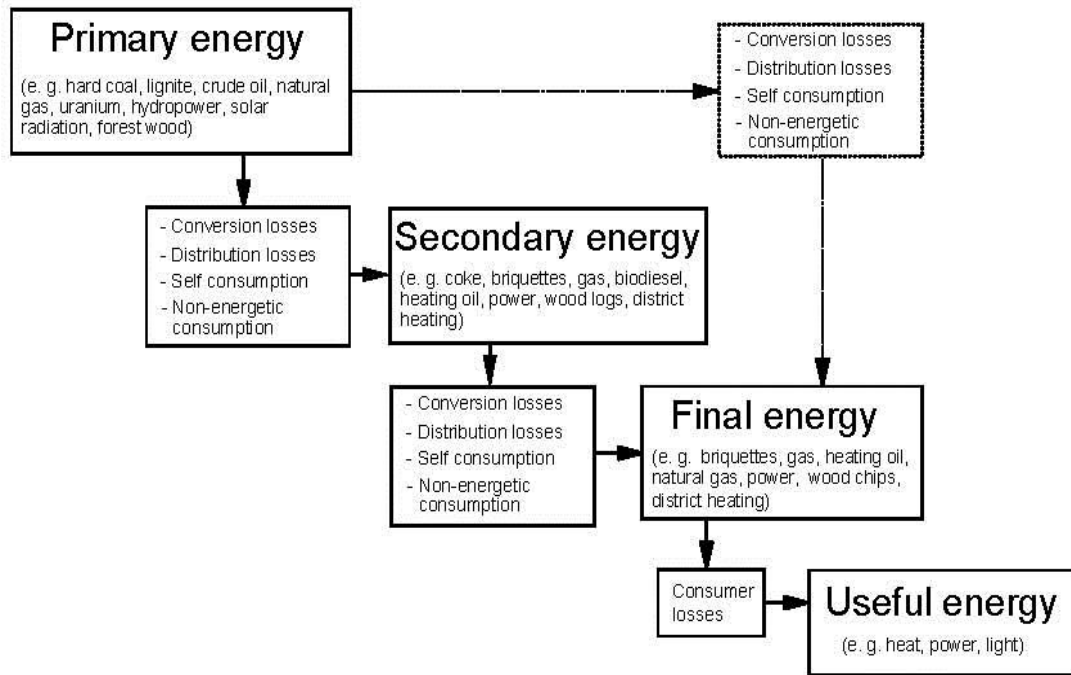 Primary energy
(e. g. hard coal, lignite, crude oil, natural
gas, uranium, hydropower, solar
radiation, forest wood)
- Conversion losses
- Distribution losses
- Self consumption
- Non-energetic
consumption
- Conversion losses
- Distribution losses
- Self consumption
- Non-energetic
consumption
Secondary energy
(e. g. coke, briquettes, gas, biodiesel,
heating oil, power, wood logs, district
heating)
- Conversion losses
- Distribution losses
- Self consumption
- Non-energetic
consumption
Final energy
(e. g. briquettes, gas, heating oil,
natural gas, power, wood chips,
district heating)
Consumer
losses
Useful energy
(e. g. heat, power, light)